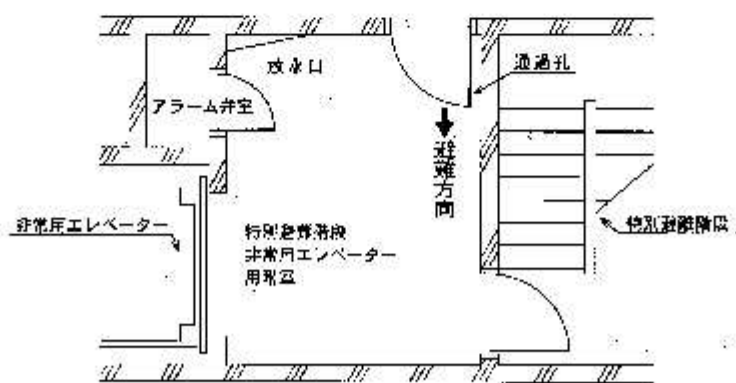 放水口
通過孔
アラーム弁室
避難方向
非常用エレベーター
特別避難階段
非常用エレベーター
用附室
特別避難階段